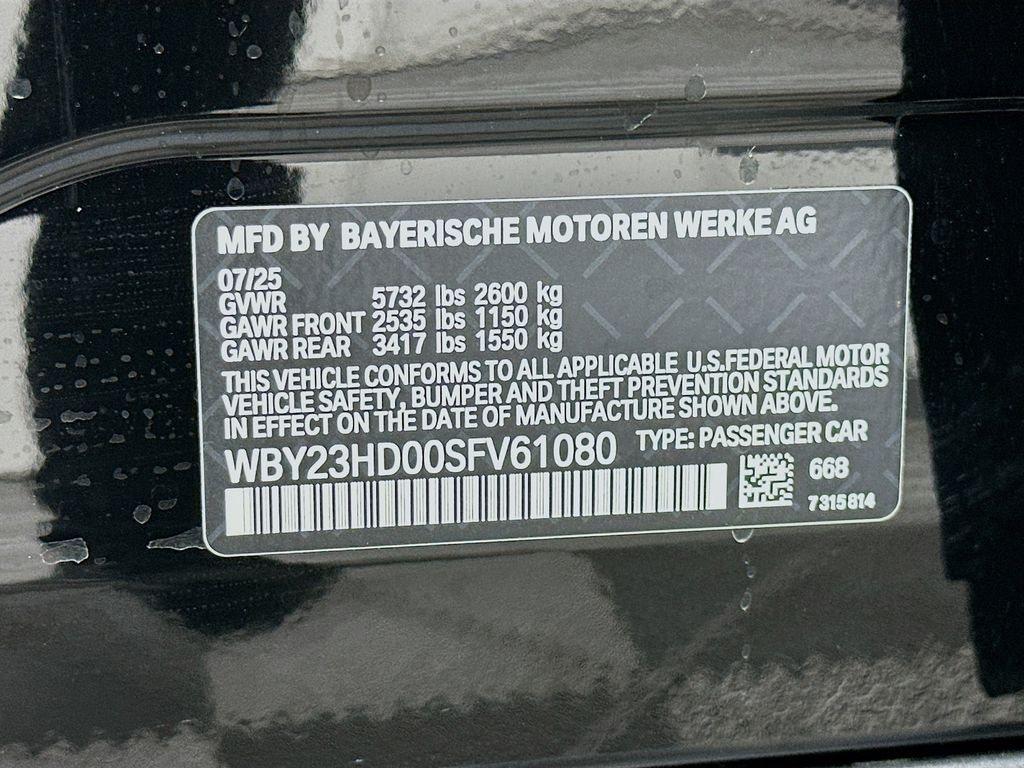 MFD BY BAYERISCHE MOTOREN WERKE AG
07/25
GVWR 5732 lbs 2600 kg
GAWR FRONT 2535 lbs 1150 kg
GAWR REAR 3417 lbs 1550 kg
THIS VEHICLE CONFORMS TO ALL APPLICABLE U.S.FEDERAL MOTOR
VEHICLE SAFETY, BUMPER AND THEFT PREVENTION STANDARDS
IN EFFECT ON THE DATE OF MANUFACTURE SHOWN ABOVE.
WBY23HD00SFV61080 TYPE: PASSENGER CAR
668
7315814